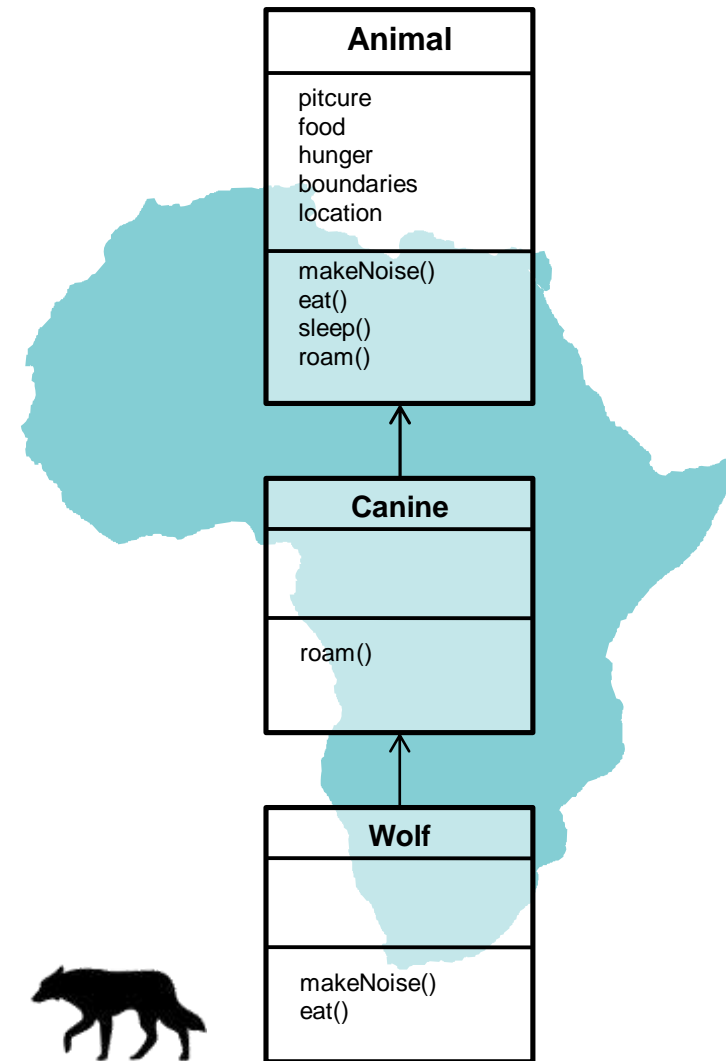 Animal
pitcure
food
hunger
boundaries
location
makeNoise()
eat()
sleep()
roam()
Canine
roam()
Wolf
makeNoise()
eat()